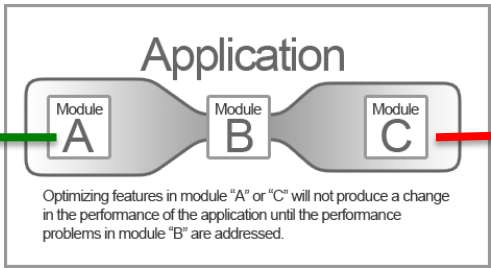 Application
Module
A
Module
B
Module
C
Optimizing features in module “A” or “C” will not produce a change
in the performance of the application until the performance
problems in module “B” are addressed.